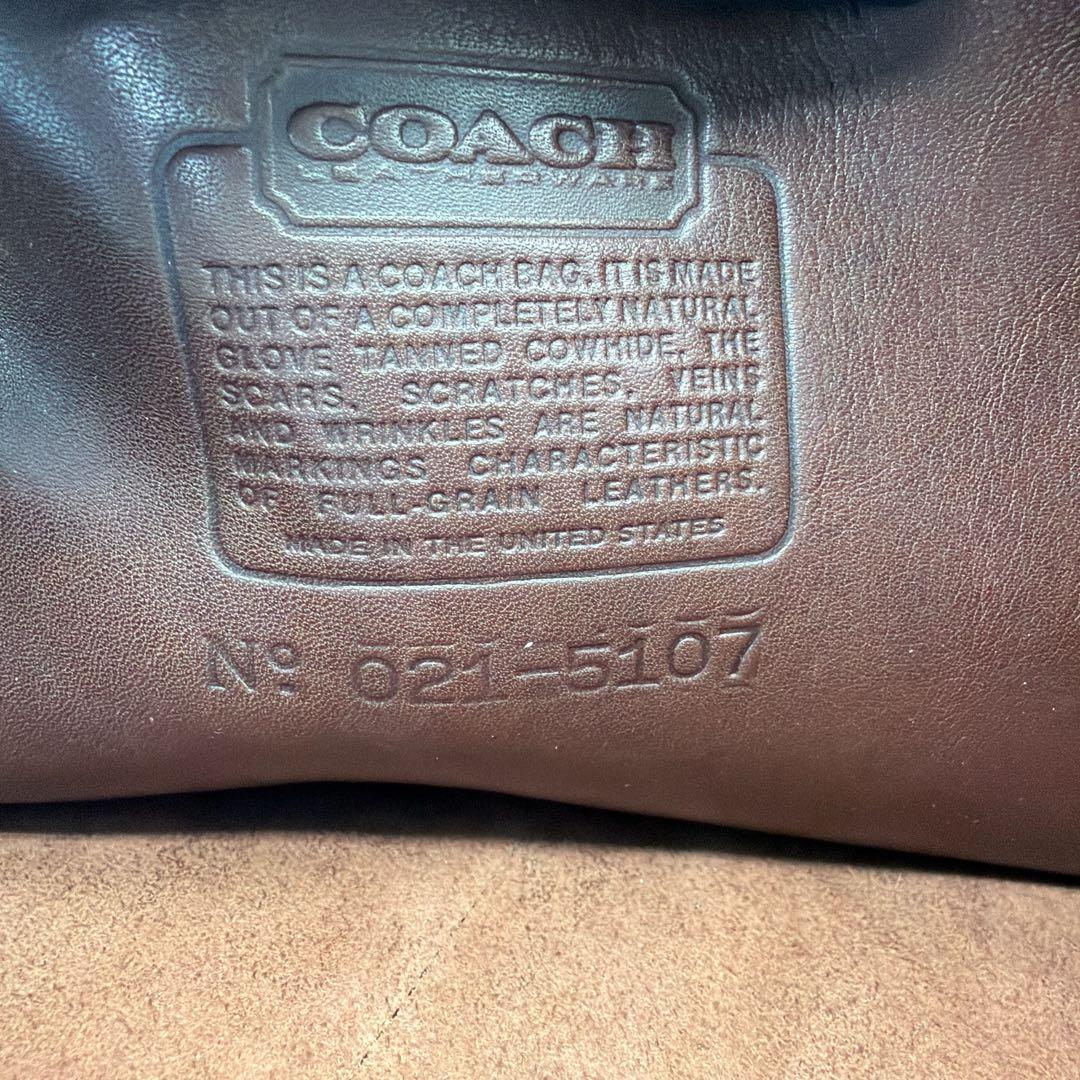 COACH
LEATHERWARE
THIS IS A COACH BAG. IT IS MADE
OUT OF A COMPLETELY NATURAL
GLOVE TANNED COWHIDE. THE
SCARS, SCRATCHES, VEINS
AND WRINKLES ARE NATURAL
MARKINGS CHARACTERISTIC
OF FULL-GRAIN LEATHERS.
MADE IN THE UNITED STATES
Nº 021-5107